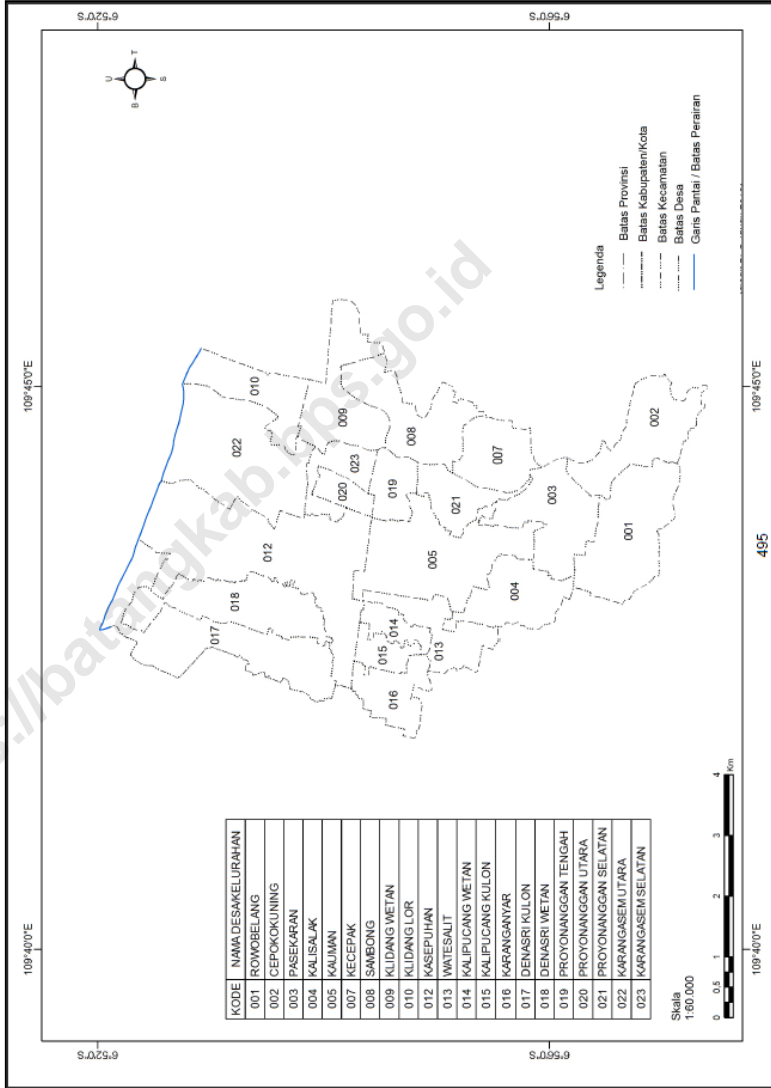 6°52'0"S
6°56'0"S
109°45'0"E
109°40'0"E
U
T
S
B
Legenda
Batas Provinsi
Batas Kabupaten/Kota
Batas Kecamatan
Batas Desa
Garis Pantai / Batas Perairan
010
022
009
023
020
008
019
007
021
002
012
003
005
001
018
004
017
014
015
013
016
KODE NAMA DESA/KELURAHAN
001 ROWOBELANG
002 CEPOKOKUNING
003 PASEKARAN
004 KALISALAK
005 KAUMAN
007 KECEPAK
008 SAMBONG
009 KLIDANG WETAN
010 KLIDANG LOR
012 KASEPUHAN
013 WATESALIT
014 KALIPUCANG WETAN
015 KALIPUCANG KULON
016 KARANGANYAR
017 DENASRI KULON
018 DENASRI WETAN
019 PROYONANGGAN TENGAH
020 PROYONANGGAN UTARA
021 PROYONANGGAN SELATAN
022 KARANGASEM UTARA
023 KARANGASEM SELATAN
Skala
1:60.000
0 0.5 1 2 3 4
Km
109°45'0"E
109°40'0"E
6°52'0"S
6°56'0"S
495
s://batangkab.bps.go.id